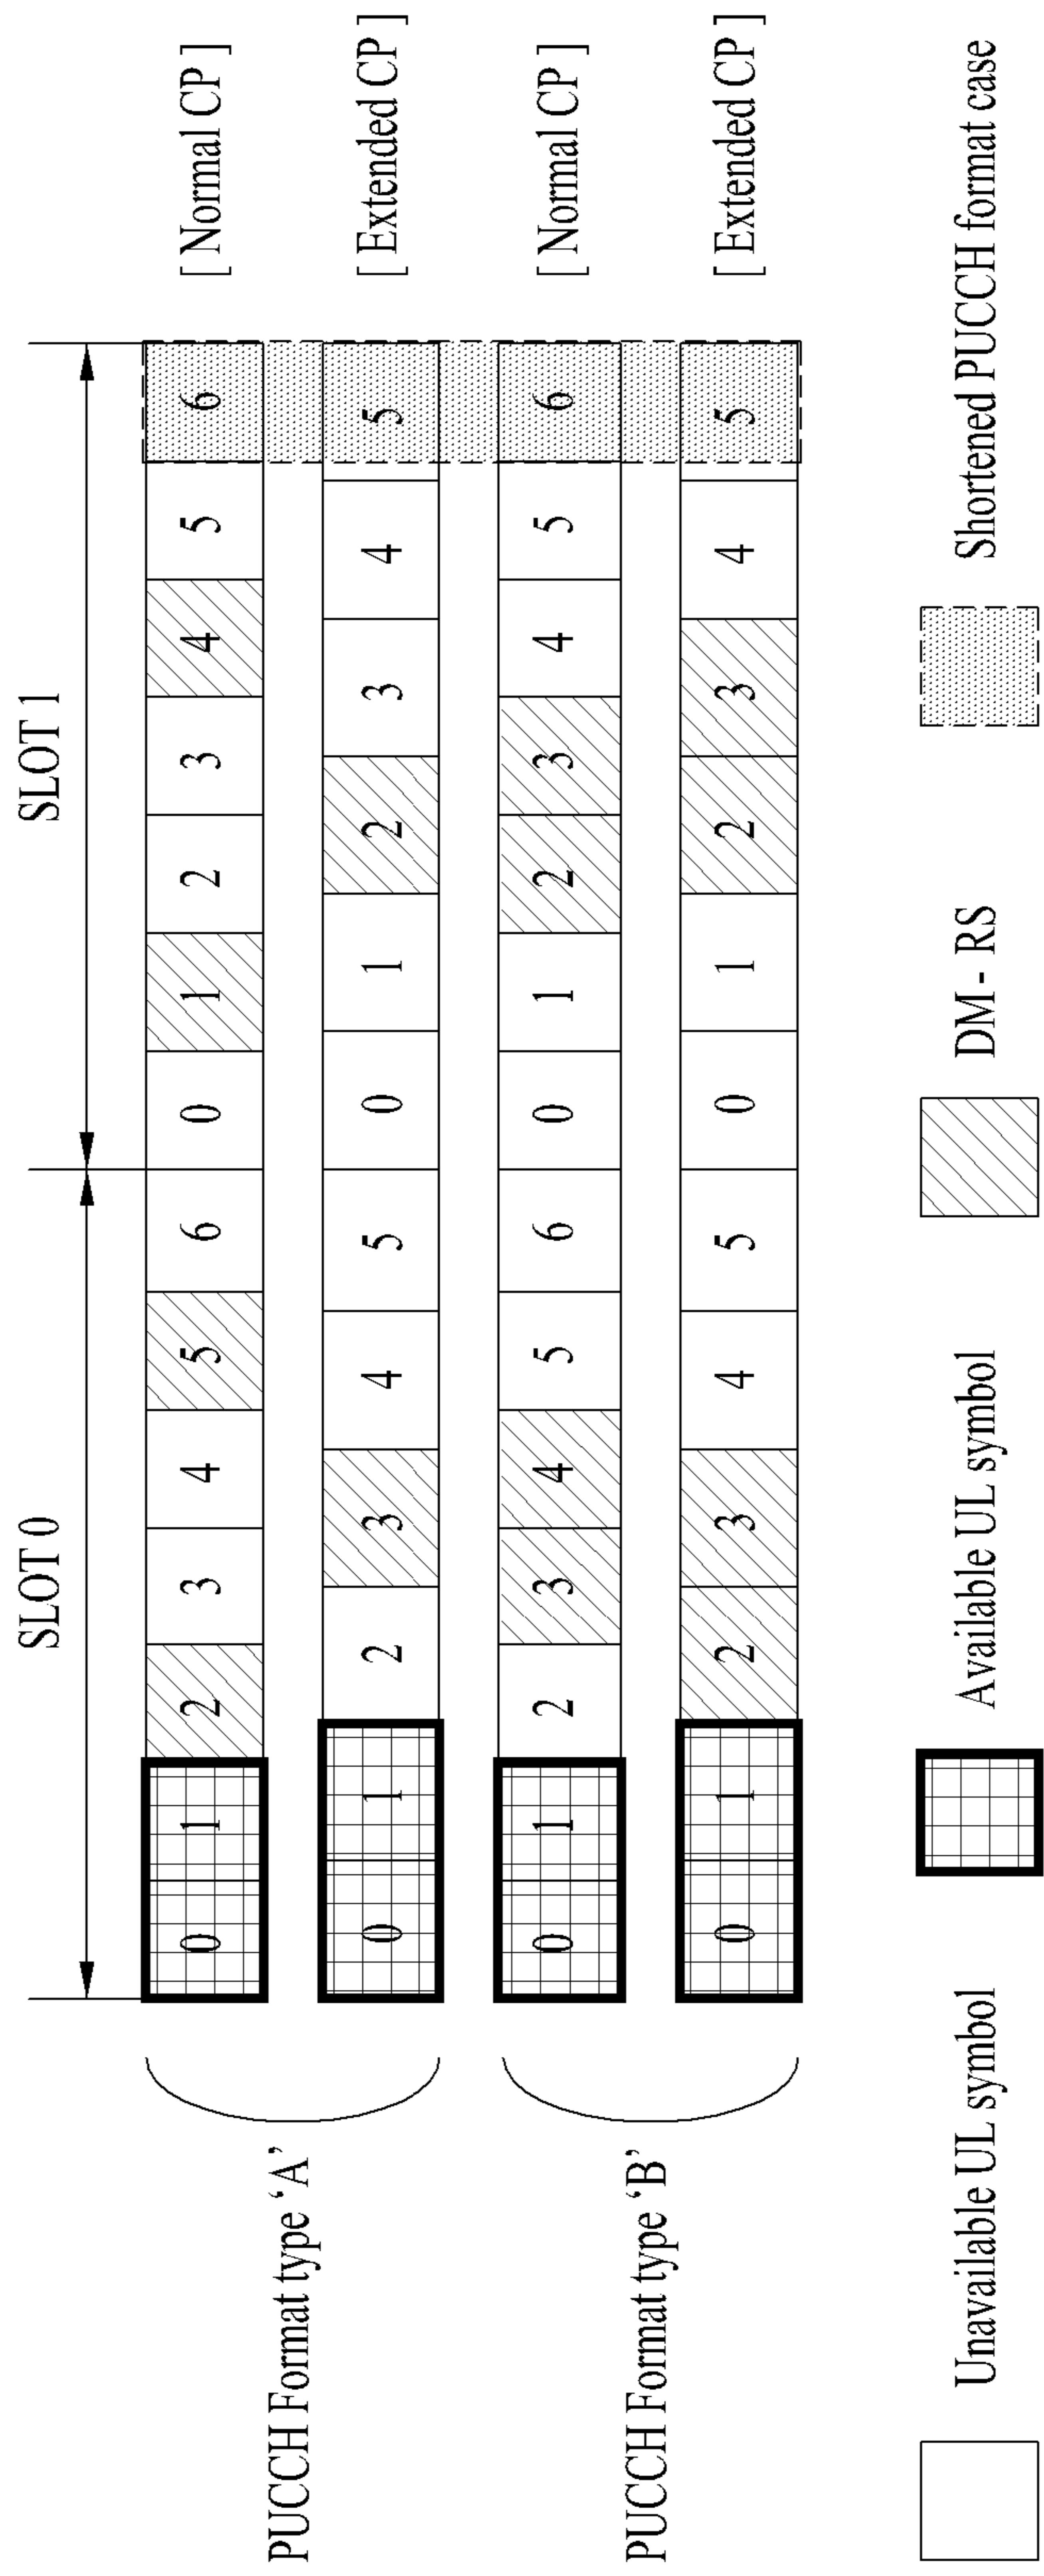 SLOT 0 SLOT 1
0 1 2 3 4 5 6 0 1 2 3 4 5 6 [ Normal CP ]
PUCCH Format type ‘A’
0 1 2 3 4 5 0 1 2 3 4 5 [ Extended CP ]
0 1 2 3 4 5 6 0 1 2 3 4 5 6 [ Normal CP ]
PUCCH Format type ‘B’
0 1 2 3 4 5 0 1 2 3 4 5 [ Extended CP ]
Unavailable UL symbol Available UL symbol DM - RS Shortened PUCCH format case